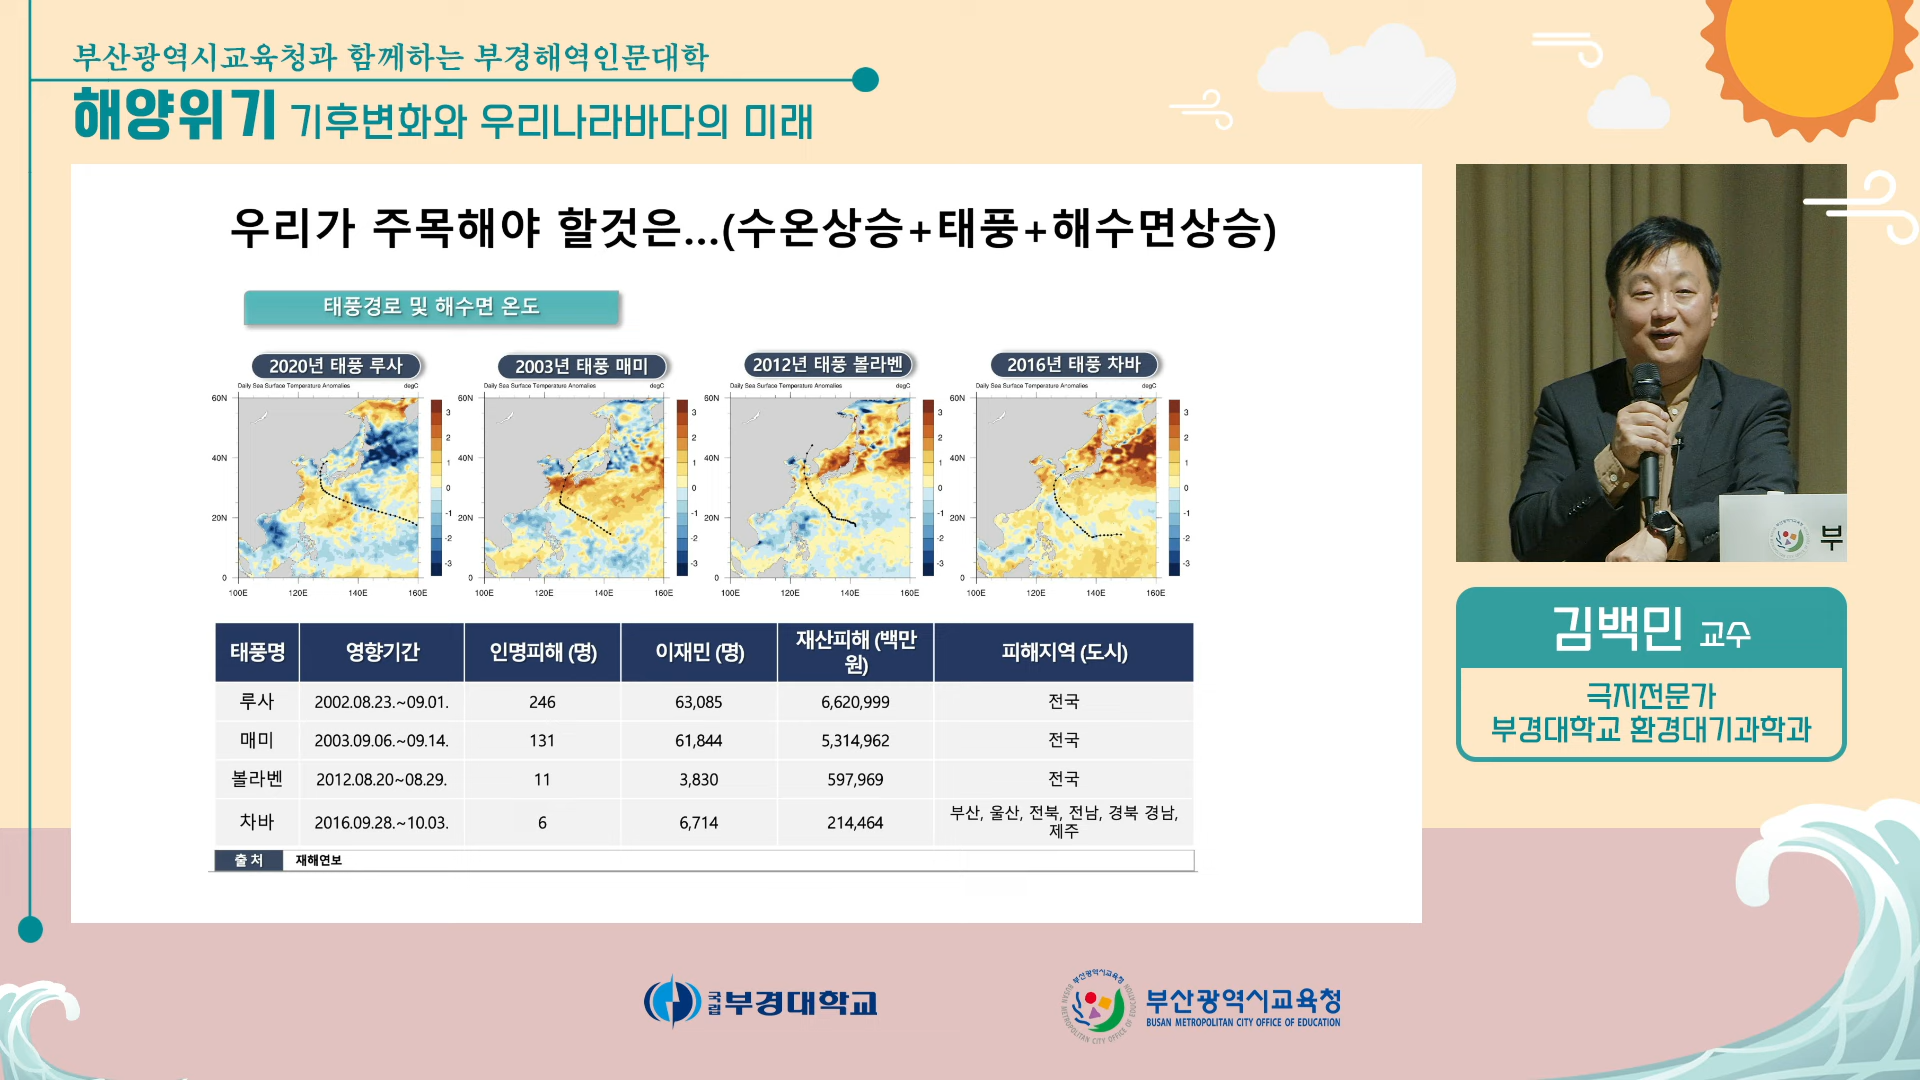 부산광역시교육청과 함께하는 부경해역인문대학
해양위기 기후변화와 우리나라바다의 미래
우리가 주목해야 할것은...(수온상승+태풍+해수면상승)
태풍경로 및 해수면 온도
2020년 태풍 루사
2003년 태풍 매미
2012년 태풍 볼라벤
2016년 태풍 차바
Daily Sea Surface Temperature Anomalies degC
60N
40N
20N
0
100E 120E 140E 160E
3
2
1
0
-1
-2
-3
Daily Sea Surface Temperature Anomalies degC
60N
40N
20N
0
100E 120E 140E 160E
3
2
1
0
-1
-2
-3
Daily Sea Surface Temperature Anomalies degC
60N
40N
20N
0
100E 120E 140E 160E
3
2
1
0
-1
-2
-3
Daily Sea Surface Temperature Anomalies degC
60N
40N
20N
0
100E 120E 140E 160E
3
2
1
0
-1
-2
-3
태풍명 영향기간 인명피해 (명) 이재민 (명) 재산피해 (백만
원) 피해지역 (도시)
루사 2002.08.23.~09.01. 246 63,085 6,620,999 전국
매미 2003.09.06.~09.14. 131 61,844 5,314,962 전국
볼라벤 2012.08.20~08.29. 11 3,830 597,969 전국
차바 2016.09.28.~10.03. 6 6,714 214,464 부산, 울산, 전북, 전남, 경북 경남,
제주
출 처 재해연보
부
김백민 교수
극지전문가
부경대학교 환경대기과학과
국립 부경대학교
부산광역시교육청
BUSAN METROPOLITAN CITY OFFICE OF EDUCATION
부산광역시교육청
BUSAN METROPOLITAN CITY OFFICE OF EDUCATION